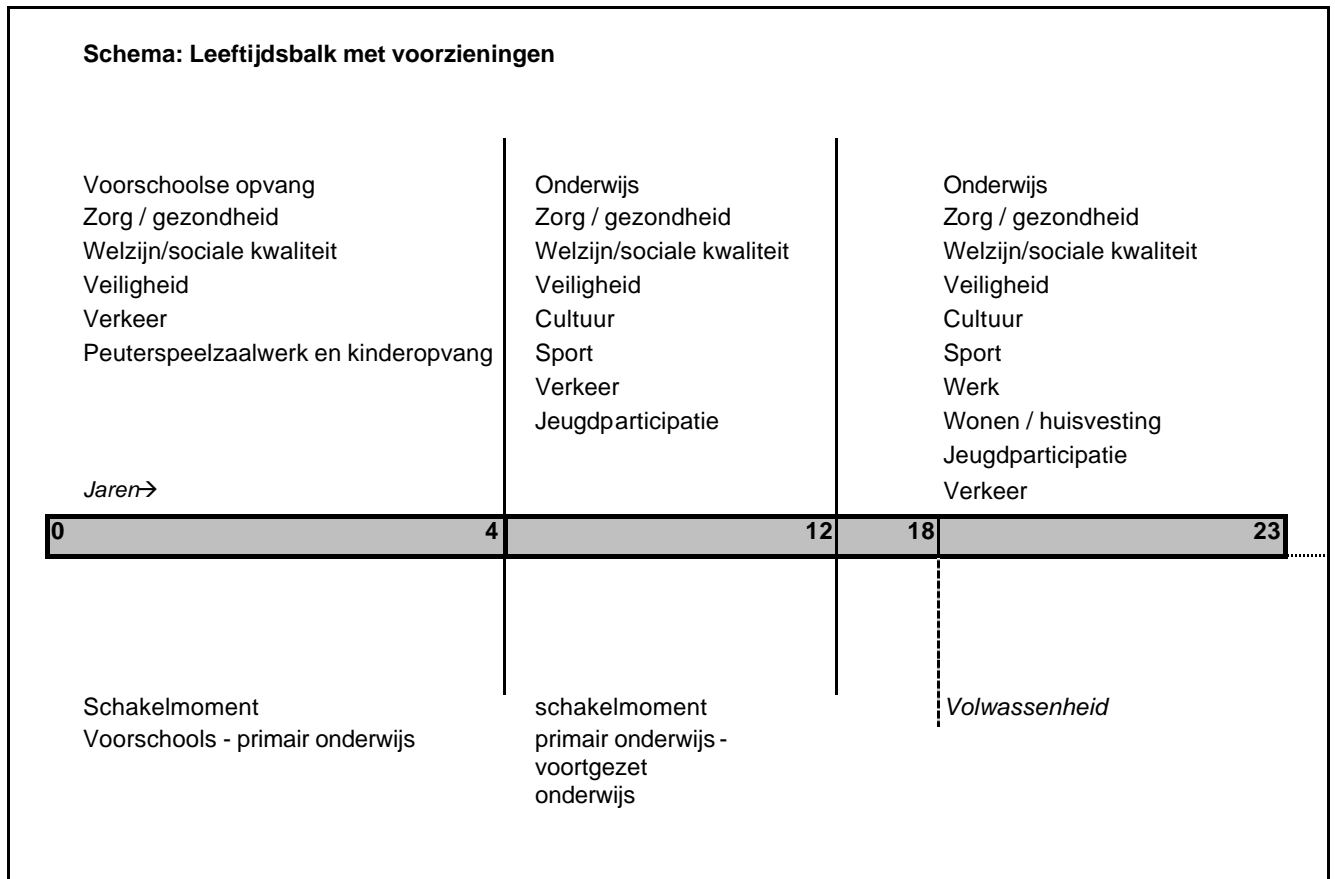 Schema: Leeftijdsbalk met voorzieningen
Voorschoolse opvang
Zorg / gezondheid
Welzijn/sociale kwaliteit
Veiligheid
Verkeer
Peuterspeelzaalwerk en kinderopvang
Onderwijs
Zorg / gezondheid
Welzijn/sociale kwaliteit
Veiligheid
Cultuur
Sport
Verkeer
Jeugdparticipatie
Onderwijs
Zorg / gezondheid
Welzijn/sociale kwaliteit
Veiligheid
Cultuur
Sport
Werk
Wonen / huisvesting
Jeugdparticipatie
Verkeer
Jaren→
0 4 12 18 23
Schakelmoment
Voorschools - primair onderwijs
schakelmoment
primair onderwijs -
voortgezet
onderwijs
Volwassenheid